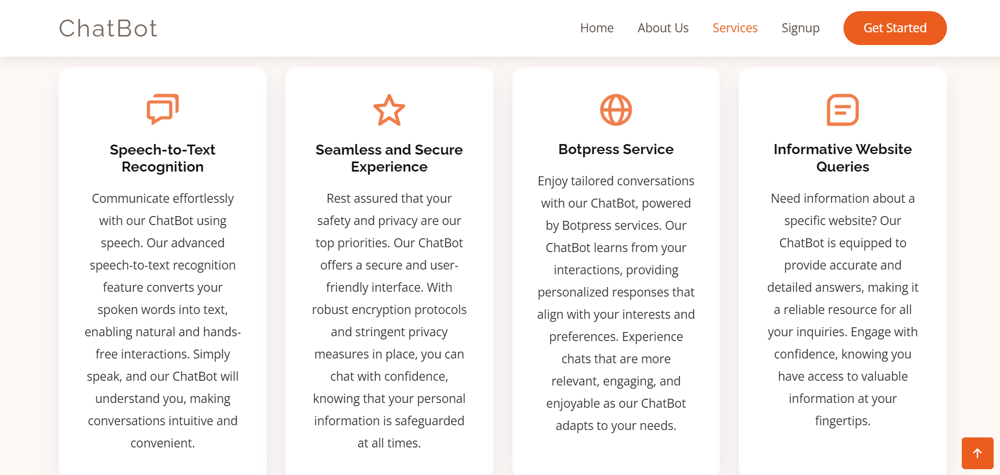 ChatBot
Home
About Us
Services
Signup
Get Started
Speech-to-Text
Recognition
Communicate effortlessly
with our ChatBot using
speech. Our advanced
speech-to-text recognition
feature converts your
spoken words into text,
enabling natural and hands-
free interactions. Simply
speak, and our ChatBot will
understand you, making
conversations intuitive and
convenient.
Seamless and Secure
Experience
Rest assured that your
safety and privacy are our
top priorities. Our ChatBot
offers a secure and user-
friendly interface. With
robust encryption protocols
and stringent privacy
measures in place, you can
chat with confidence,
knowing that your personal
information is safeguarded
at all times.
Botpress Service
Enjoy tailored conversations
with our ChatBot, powered
by Botpress services. Our
ChatBot learns from your
interactions, providing
personalized responses that
align with your interests and
preferences. Experience
chats that are more
relevant, engaging, and
enjoyable as our ChatBot
adapts to your needs.
Informative Website
Queries
Need information about a
specific website? Our
ChatBot is equipped to
provide accurate and
detailed answers, making it
a reliable resource for all
your inquiries. Engage with
confidence, knowing you
have access to valuable
information at your
fingertips.